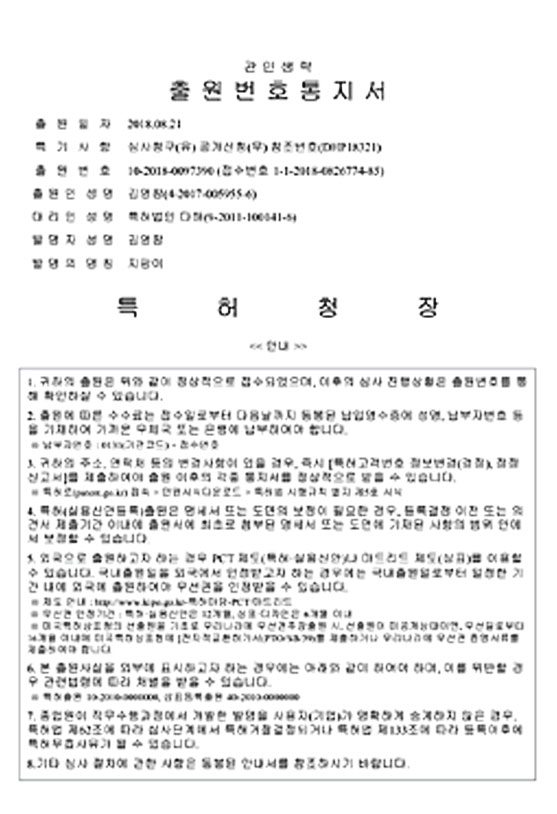 관 인 생 략
출 원 번 호 통 지 서
출 원 일 자 2018.08.21
특 기 사 항 심사청구(유) 공개신청(무) 참조번호(DHP18321)
출 원 번 호 10-2018-0097390 (접수번호 1-1-2018-0826774-85)
출 원 인 성 명 김영창(4-2017-005955-6)
대 리 인 성 명 특허법인 다해(9-2011-100141-6)
발 명 자 성 명 김영창
발 명 의 명 칭 지팡이
특 허 청 장
<< 안내 >>
1. 귀하의 출원은 위와 같이 정상적으로 접수되었으며, 이후의 심사 진행상황은 출원번호를 통
해 확인하실 수 있습니다.
2. 출원에 따른 수수료는 접수일로부터 다음날까지 동봉된 납입영수증에 성명, 납부자번호 등
을 기재하여 가까운 우체국 또는 은행에 납부하여야 합니다.
※ 납부자번호 : 0131(기관코드) + 접수번호
3. 귀하의 주소, 연락처 등의 변경사항이 있을 경우, 즉시 [특허고객번호 정보변경(경정), 정정
신고서]를 제출하여야 출원 이후의 각종 통지서를 정상적으로 받을 수 있습니다.
※ 특허로(patent.go.kr) 접속 > 민원서식다운로드 > 특허법 시행규칙 별지 제5호 서식
4. 특허(실용신안등록)출원은 명세서 또는 도면의 보정이 필요한 경우, 등록결정 이전 또는 의
견서 제출기간 이내에 출원서에 최초로 첨부된 명세서 또는 도면에 기재된 사항의 범위 안에
서 보정할 수 있습니다.
5. 외국으로 출원하고자 하는 경우 PCT 제도(특허·실용신안)나 마드리드 제도(상표)를 이용할
수 있습니다. 국내출원일을 외국에서 인정받고자 하는 경우에는 국내출원일로부터 일정한 기
간 내에 외국에 출원하여야 우선권을 인정받을 수 있습니다.
※ 제도 안내 : http://www.kipo.go.kr-특허마당-PCT/마드리드
※ 우선권 인정기간 : 특허·실용신안은 12개월, 상표·디자인은 6개월 이내
※ 미국특허상표청의 선출원을 기초로 우리나라에 우선권주장출원 시, 선출원이 미공개상태이면, 우선일로부터
16개월 이내에 미국특허상표청에 [전자적교환허가서(PTO/SB/39)를 제출하거나 우리나라에 우선권 증명서류를
제출하여야 합니다.
6. 본 출원사실을 외부에 표시하고자 하는 경우에는 아래와 같이 하여야 하며, 이를 위반할 경
우 관련법령에 따라 처벌을 받을 수 있습니다.
※ 특허출원 10-2010-0000000, 상표등록출원 40-2010-0000000
7. 종업원이 직무수행과정에서 개발한 발명을 사용자(기업)가 명확하게 승계하지 않은 경우,
특허법 제62조에 따라 심사단계에서 특허거절결정되거나 특허법 제133조에 따라 등록이후에
특허무효사유가 될 수 있습니다.
8.기타 심사 절차에 관한 사항은 동봉된 안내서를 참조하시기 바랍니다.